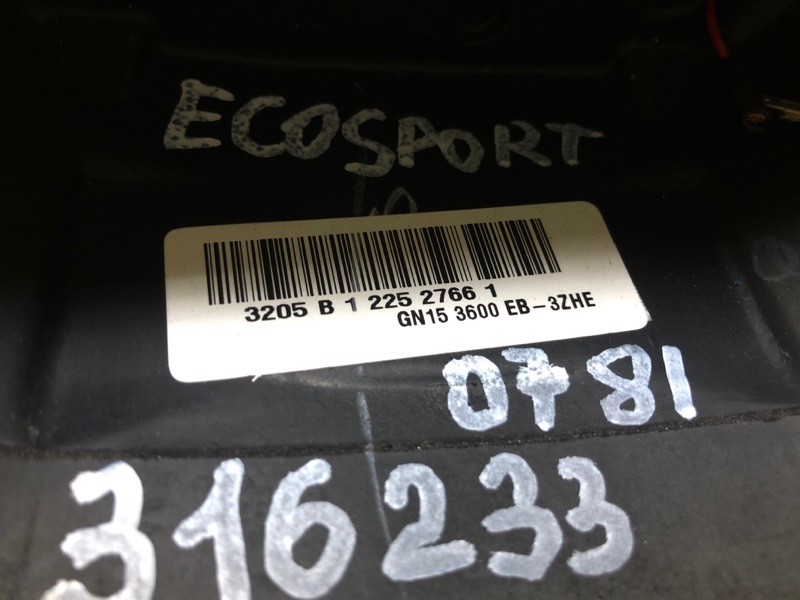 ECOSPORT
3205 B 1 225 2766 1
GN15 3600 EB-3ZHE
0781
316233